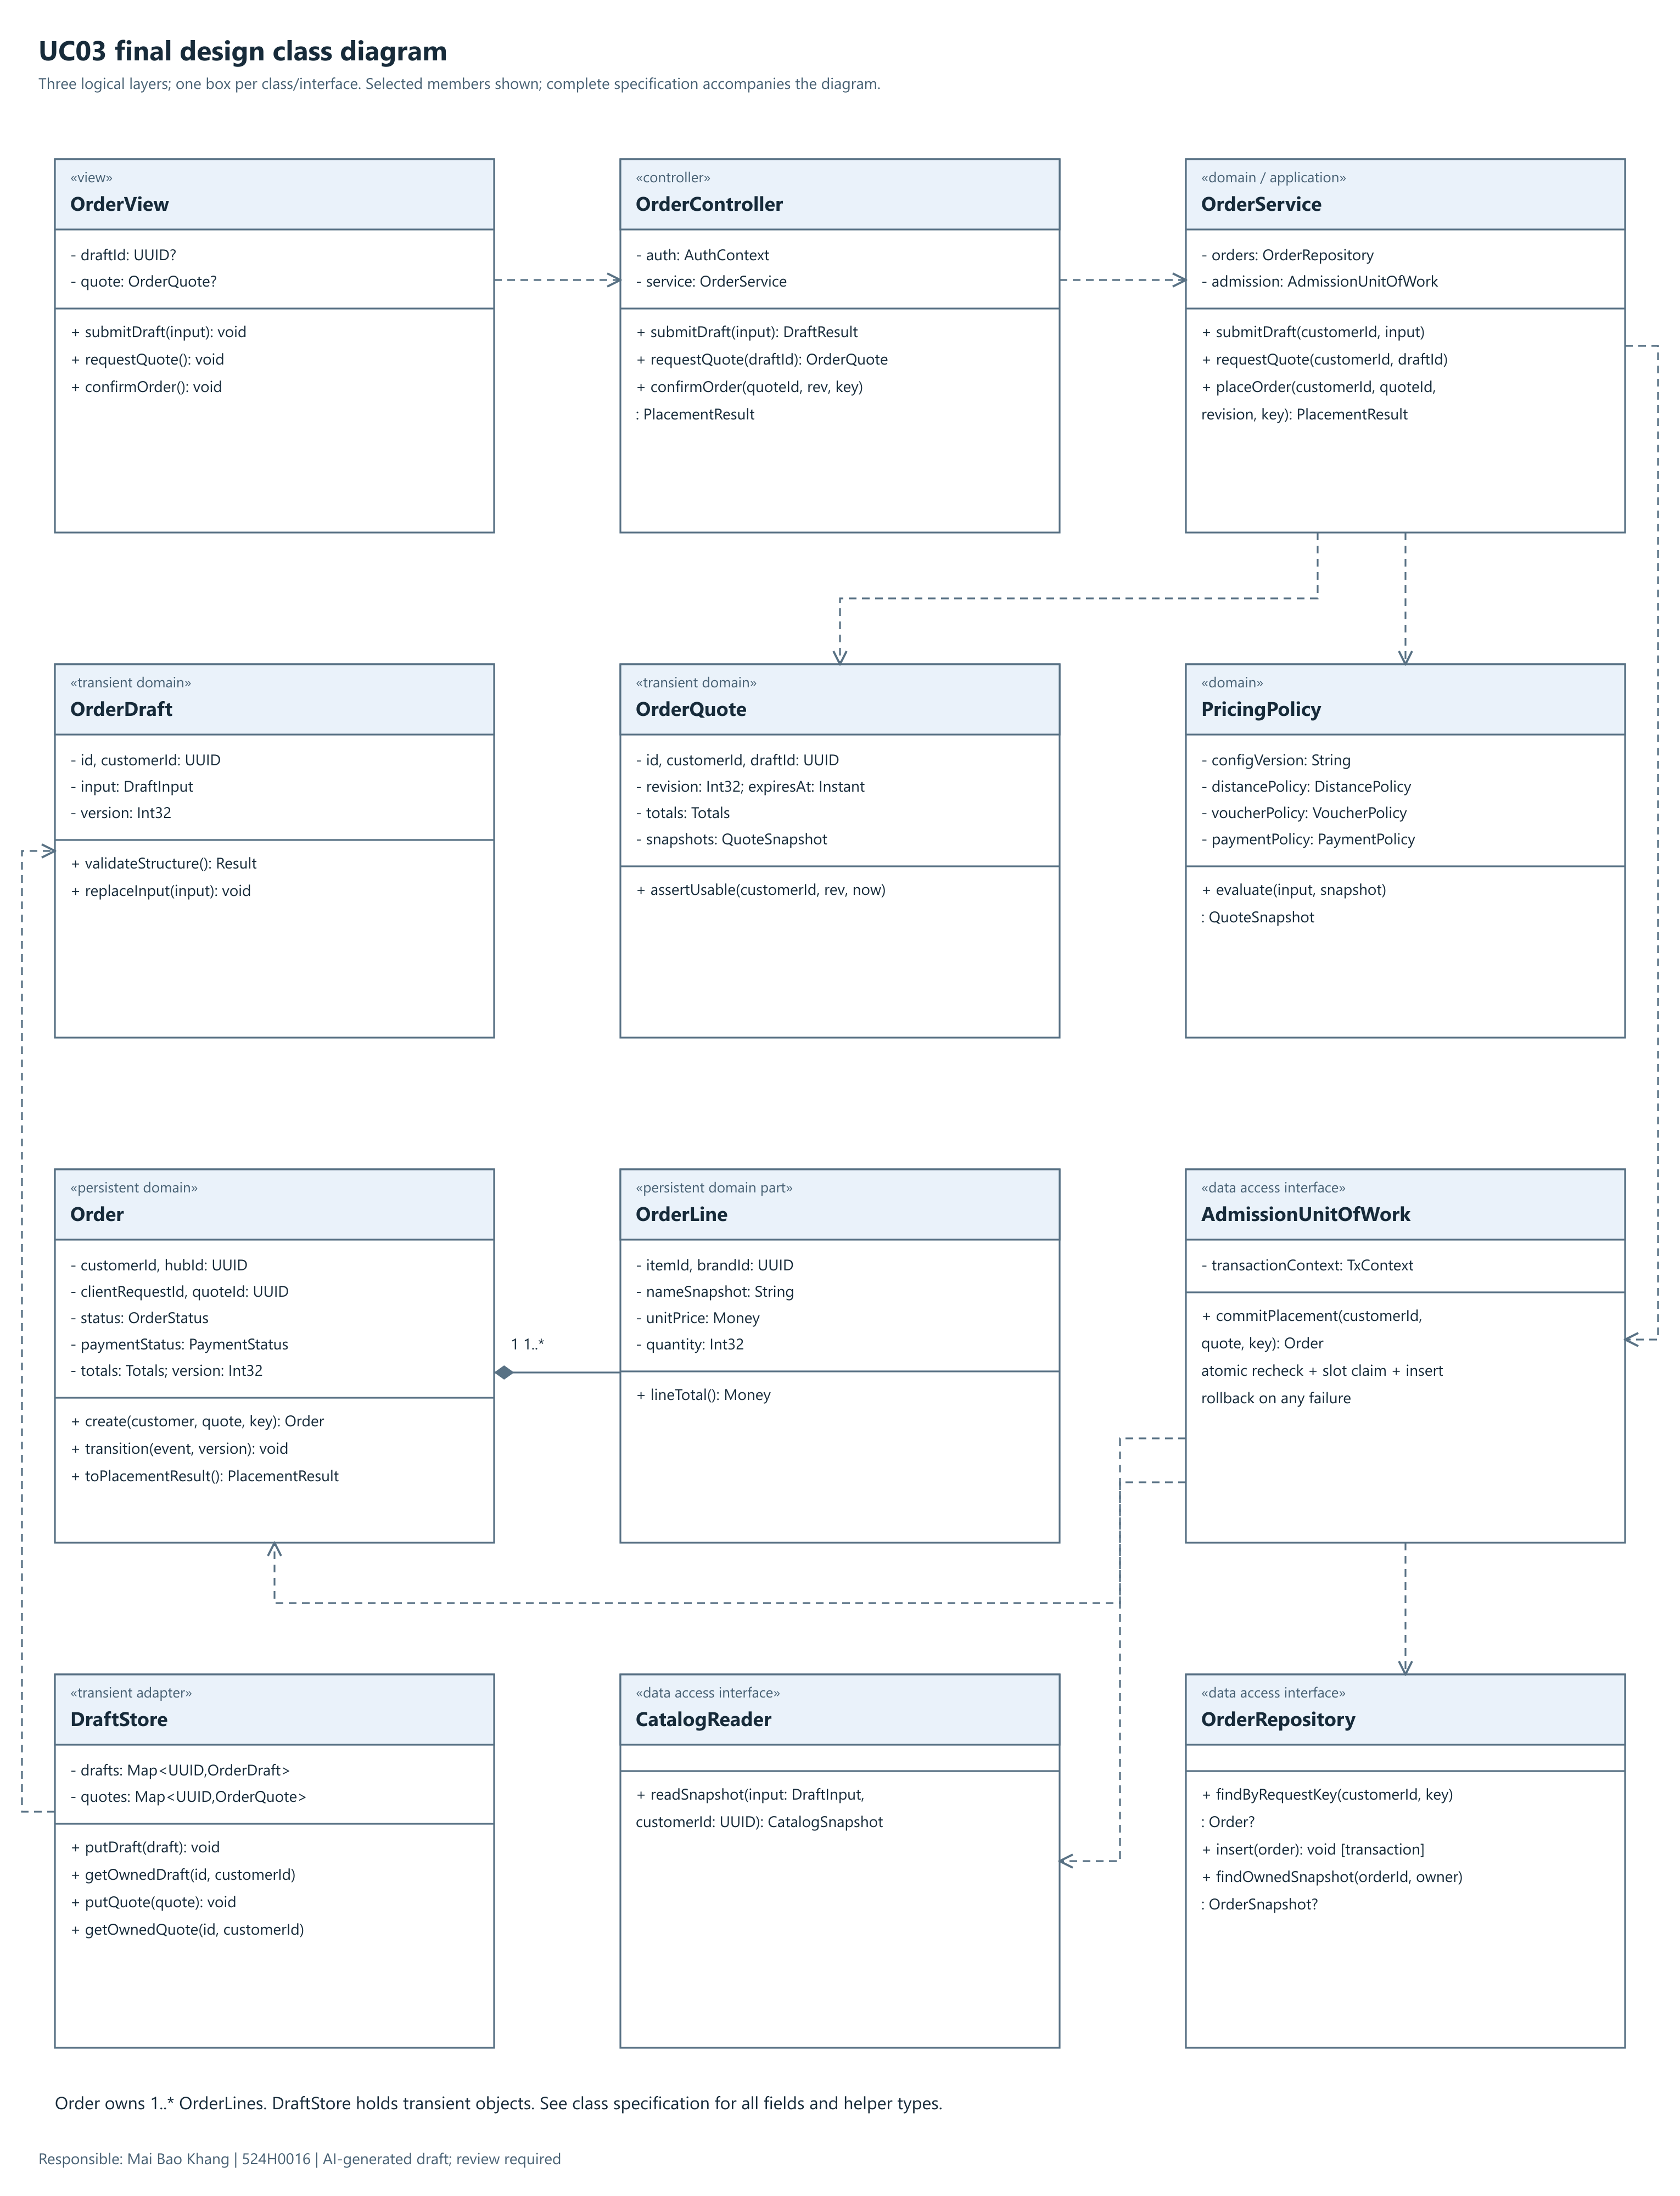 UC03 final design class diagram
Three logical layers; one box per class/interface. Selected members shown; complete specification accompanies the diagram.
«view»
OrderView
- draftId: UUID?
- quote: OrderQuote?
+ submitDraft(input): void
+ requestQuote(): void
+ confirmOrder(): void
«controller»
OrderController
- auth: AuthContext
- service: OrderService
+ submitDraft(input): DraftResult
+ requestQuote(draftId): OrderQuote
+ confirmOrder(quoteId, rev, key)
: PlacementResult
«domain / application»
OrderService
- orders: OrderRepository
- admission: AdmissionUnitOfWork
+ submitDraft(customerId, input)
+ requestQuote(customerId, draftId)
+ placeOrder(customerId, quoteId,
revision, key): PlacementResult
«transient domain»
OrderDraft
- id, customerId: UUID
- input: DraftInput
- version: Int32
+ validateStructure(): Result
+ replaceInput(input): void
«transient domain»
OrderQuote
- id, customerId, draftId: UUID
- revision: Int32; expiresAt: Instant
- totals: Totals
- snapshots: QuoteSnapshot
+ assertUsable(customerId, rev, now)
«domain»
PricingPolicy
- configVersion: String
- distancePolicy: DistancePolicy
- voucherPolicy: VoucherPolicy
- paymentPolicy: PaymentPolicy
+ evaluate(input, snapshot)
: QuoteSnapshot
«persistent domain»
Order
- customerId, hubId: UUID
- clientRequestId, quoteId: UUID
- status: OrderStatus
- paymentStatus: PaymentStatus
- totals: Totals; version: Int32
+ create(customer, quote, key): Order
+ transition(event, version): void
+ toPlacementResult(): PlacementResult
1 1..*
«persistent domain part»
OrderLine
- itemId, brandId: UUID
- nameSnapshot: String
- unitPrice: Money
- quantity: Int32
+ lineTotal(): Money
«data access interface»
AdmissionUnitOfWork
- transactionContext: TxContext
+ commitPlacement(customerId,
quote, key): Order
atomic recheck + slot claim + insert
rollback on any failure
«transient adapter»
DraftStore
- drafts: Map<UUID,OrderDraft>
- quotes: Map<UUID,OrderQuote>
+ putDraft(draft): void
+ getOwnedDraft(id, customerId)
+ putQuote(quote): void
+ getOwnedQuote(id, customerId)
«data access interface»
CatalogReader
+ readSnapshot(input: DraftInput,
customerId: UUID): CatalogSnapshot
«data access interface»
OrderRepository
+ findByRequestKey(customerId, key)
: Order?
+ insert(order): void [transaction]
+ findOwnedSnapshot(orderId, owner)
: OrderSnapshot?
Order owns 1..* OrderLines. DraftStore holds transient objects. See class specification for all fields and helper types.
Responsible: Mai Bao Khang | 524H0016 | AI-generated draft; review required